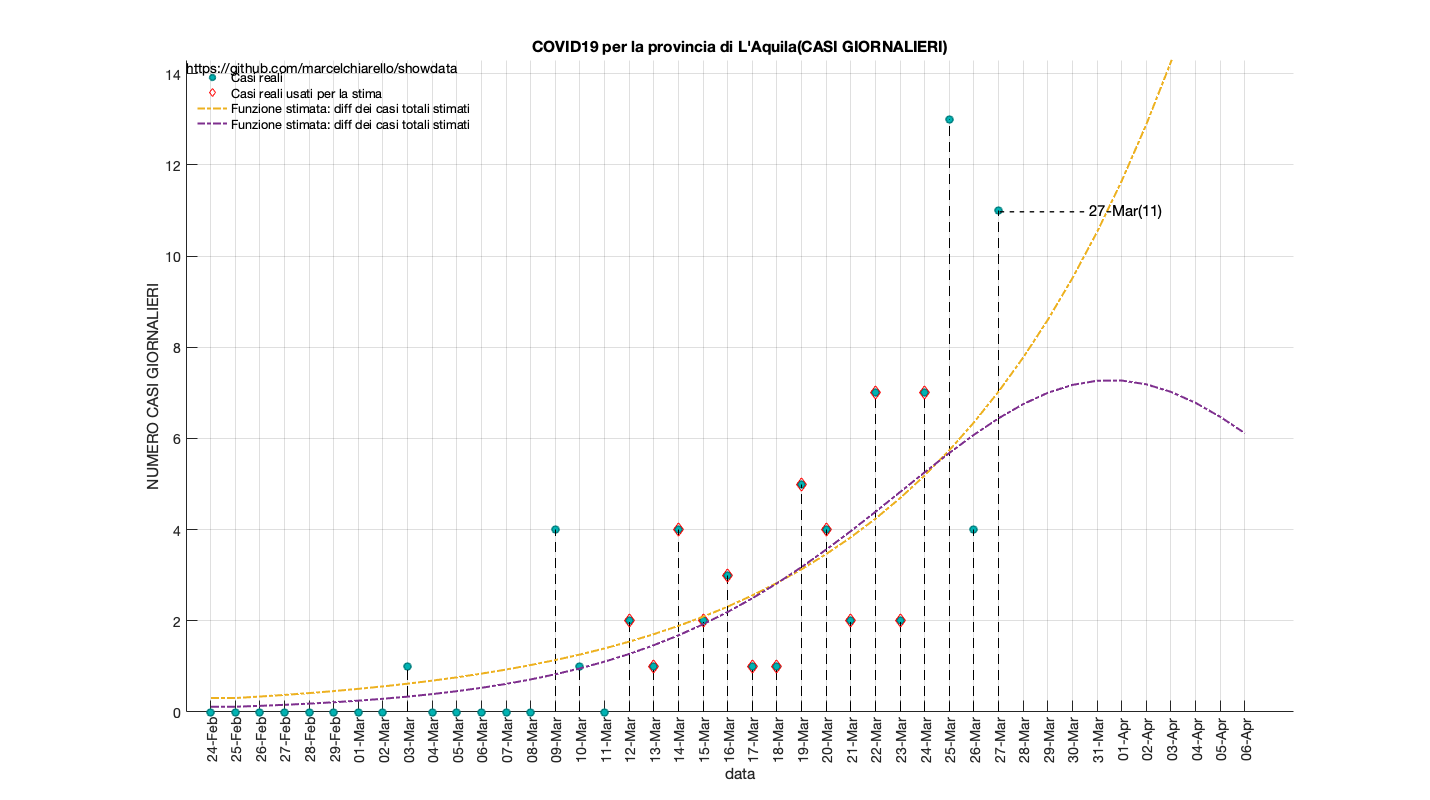 COVID19 per la provincia di L'Aquila(CASI GIORNALIERI)
https://github.com/marcelchiarello/showdata
Casi reali
Casi reali usati per la stima
Funzione stimata: diff dei casi totali stimati
Funzione stimata: diff dei casi totali stimati
14
12
10
8
6
4
2
0
NUMERO CASI GIORNALIERI
27-Mar(11)
24-Feb
25-Feb
26-Feb
27-Feb
28-Feb
29-Feb
01-Mar
02-Mar
03-Mar
04-Mar
05-Mar
06-Mar
07-Mar
08-Mar
09-Mar
10-Mar
11-Mar
12-Mar
13-Mar
14-Mar
15-Mar
16-Mar
17-Mar
18-Mar
19-Mar
20-Mar
21-Mar
22-Mar
23-Mar
24-Mar
25-Mar
26-Mar
27-Mar
28-Mar
29-Mar
30-Mar
31-Mar
01-Apr
02-Apr
03-Apr
04-Apr
05-Apr
06-Apr
data